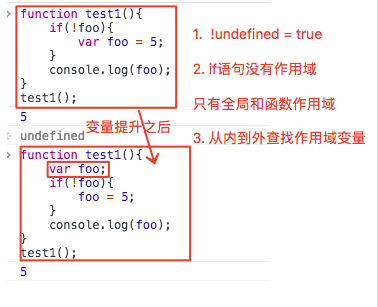 function test1(){
if(!foo){
var foo = 5;
}
console.log(foo);
}
test1();
5
undefined
function test1(){
var foo;
if(!foo){
foo = 5;
}
console.log(foo);
}
test1();
5
变量提升之后
1. !undefined = true
2. if语句没有作用域
只有全局和函数作用域
3. 从内到外查找作用域变量